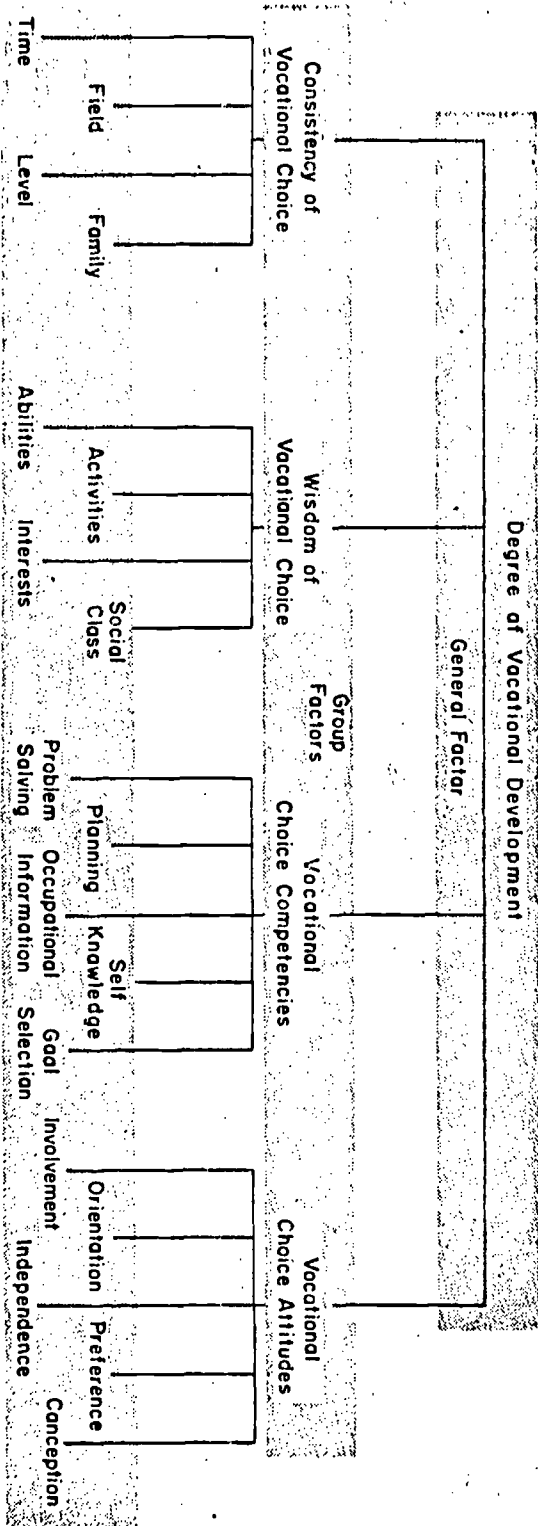 Degree of Vocational Development
General Factor
Group
Factors
Consistency of
Vocational Choice
Wisdom of
Vocational Choice
Vocational
Choice Competencies
Vocational
Choice Attitudes
Time
Field
Level
Family
Abilities
Activities
Interests
Social
Class
Problem
Solving
Planning
Occupational
Information
Self
Knowledge
Goal
Selection
Involvement
Orientation
Independence
Preference
Conception